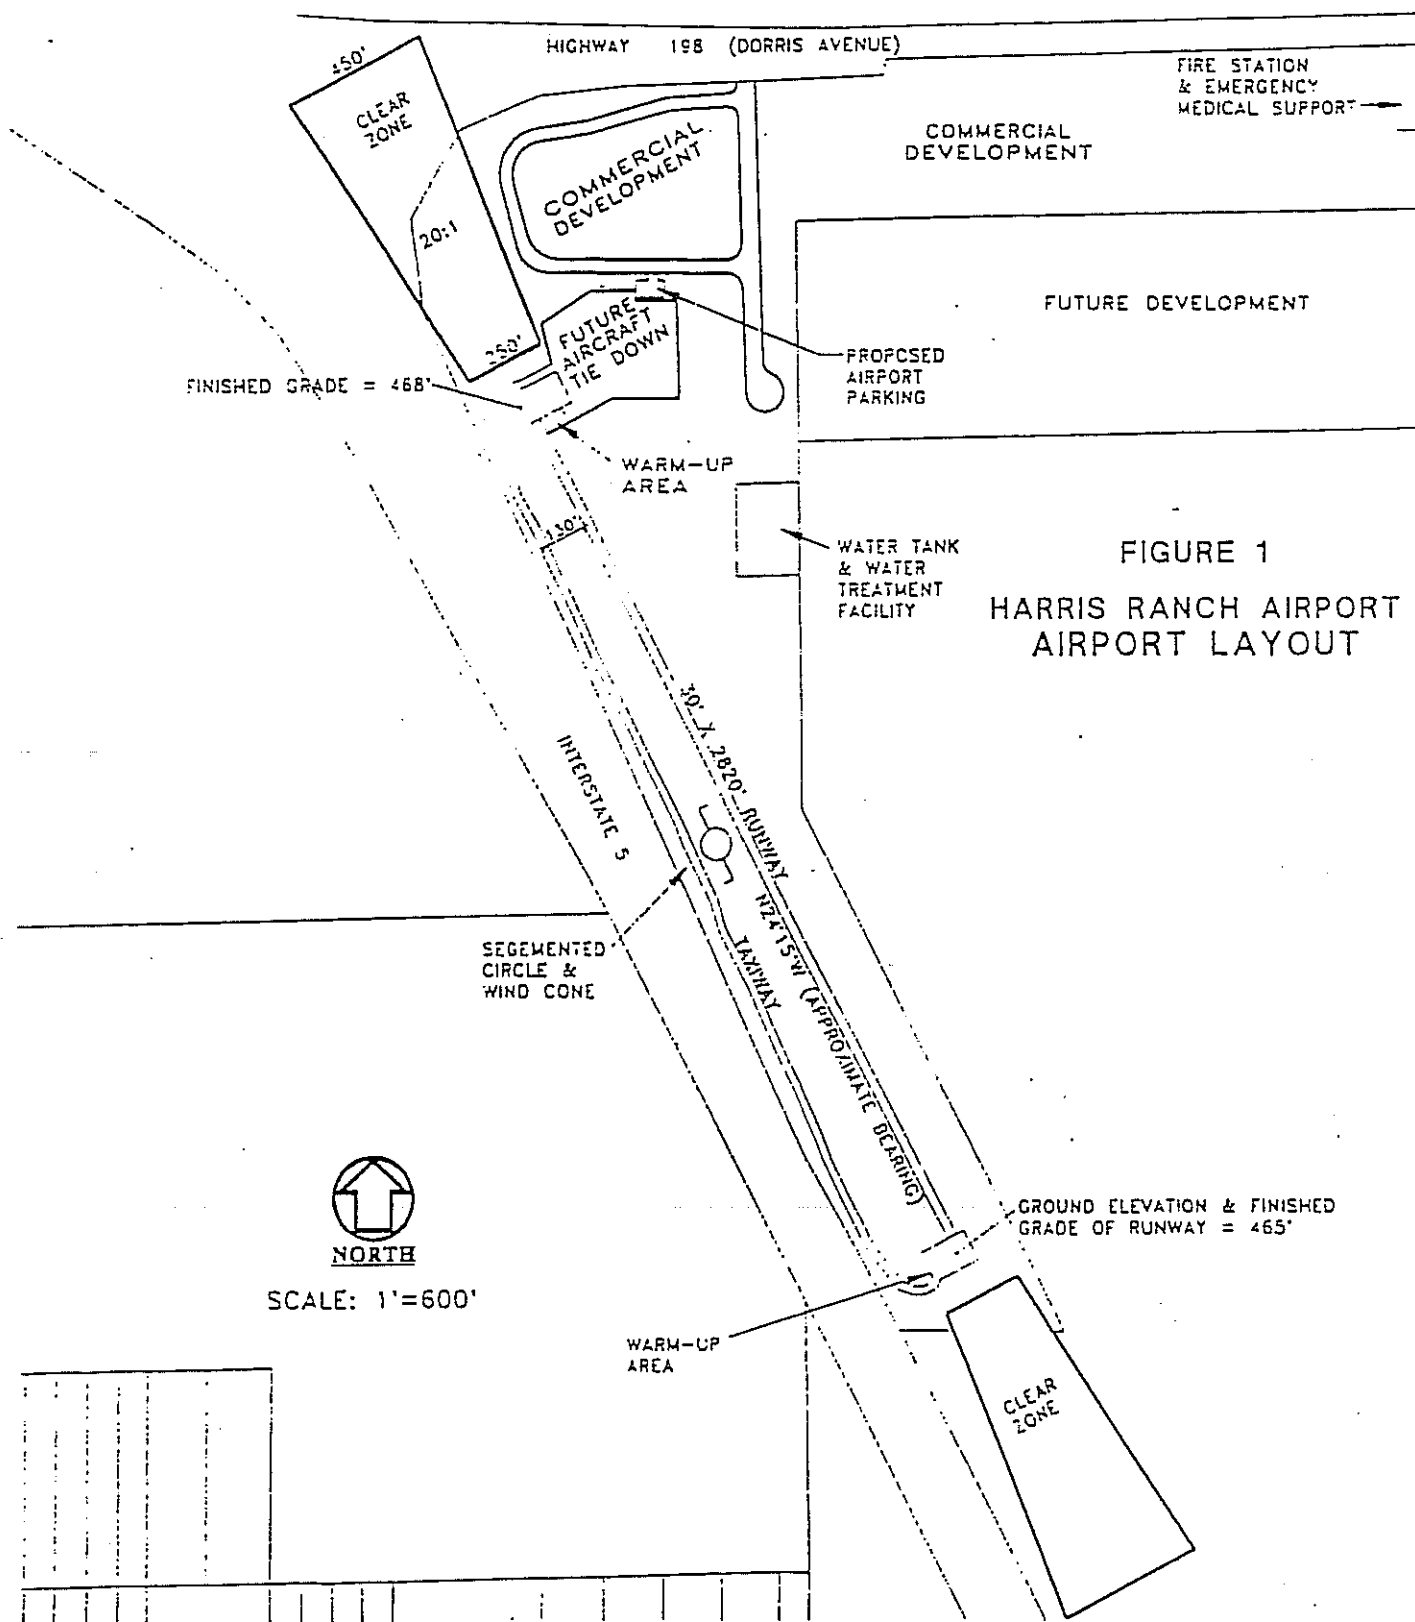 HIGHWAY 198 (DORRIS AVENUE)
450'
CLEAR
ZONE
20:1
FIRE STATION
& EMERGENCY
MEDICAL SUPPORT
COMMERCIAL
DEVELOPMENT
COMMERCIAL
DEVELOPMENT
FUTURE DEVELOPMENT
FUTURE
AIRCRAFT
TIE DOWN
PROPOSED
AIRPORT
PARKING
FINISHED GRADE = 468'
WARM-UP
AREA
130'
WATER TANK
& WATER
TREATMENT
FACILITY
FIGURE 1
HARRIS RANCH AIRPORT
AIRPORT LAYOUT
30' X 2820' RUNWAY
INTERSTATE 5
N24°15'W (APPROXIMATE BEARING)
TAXIWAY
SEGEMENTED
CIRCLE &
WIND CONE
NORTH
SCALE: 1'=600'
GROUND ELEVATION & FINISHED
GRADE OF RUNWAY = 465'
WARM-UP
AREA
CLEAR
ZONE